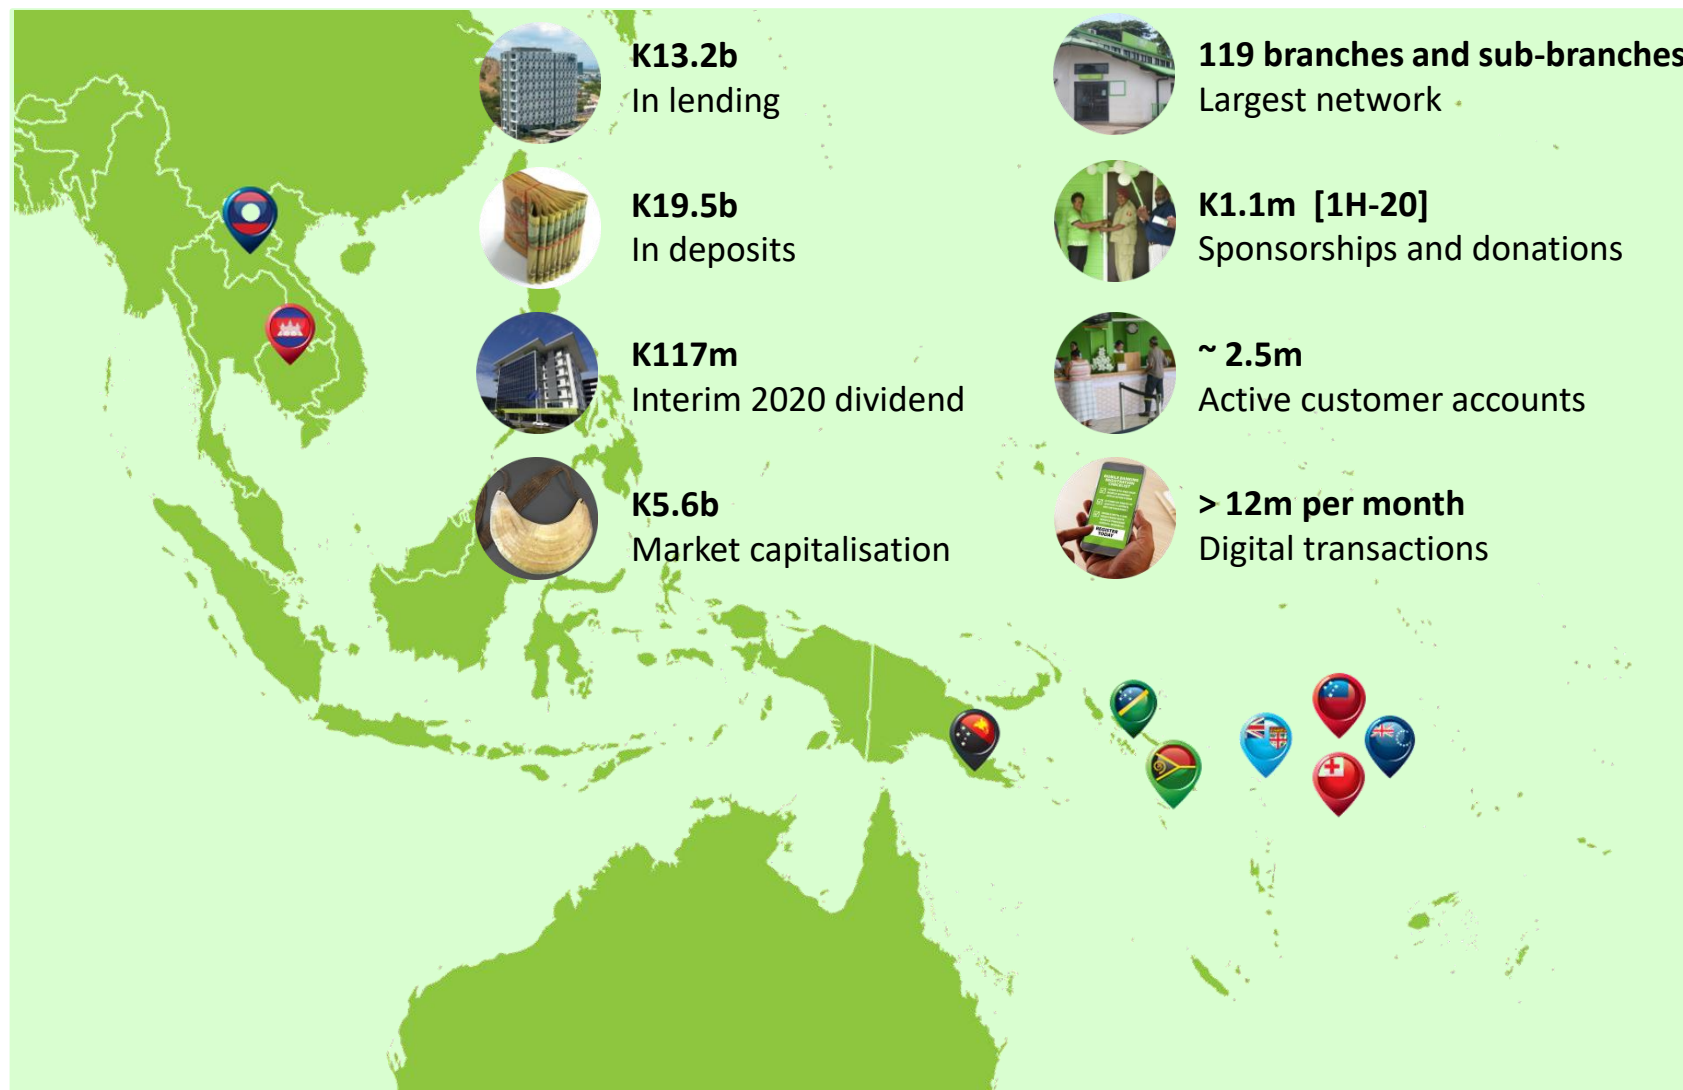 K13.2b
In lending
K19.5b
In deposits
K117m
Interim 2020 dividend
K5.6b
Market capitalisation
119 branches and sub-branches
Largest network
K1.1m  [1H-20]
Sponsorships and donations
~ 2.5m
Active customer accounts
> 12m per month
Digital transactions
REGISTER
TODAY